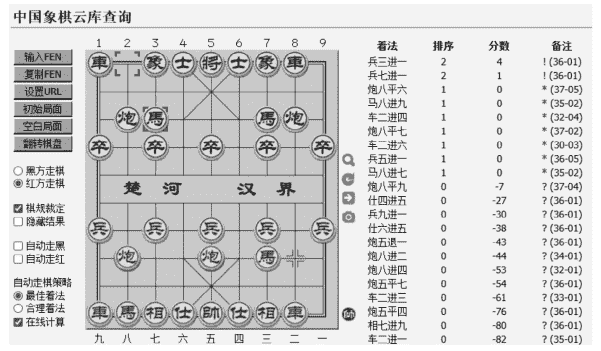 中国象棋云库查询
输入FEN
复制FEN
设置URL
初始局面
空白局面
翻转棋盘
黑方走棋
红方走棋
棋规裁定
隐藏结果
自动走黑
自动走红
自动走棋策略
最佳着法
合理着法
在线计算
1 2 3 4 5 6 7 8 9
車 象 士 将 士 象 車
炮 馬 馬 炮
卒 卒 卒 卒 卒
楚 河 汉 界
兵 兵 兵 兵 兵
炮 炮 馬
車 馬 相 仕 帥 仕 相 車
九 八 七 六 五 四 三 二 一
帥
着法 排序 分数 备注
兵三进一 2 4 ! (36-01)
兵七进一 2 1 ! (36-01)
炮八平六 1 0 * (37-05)
马八进九 1 0 * (35-02)
车二进四 1 0 * (32-04)
炮八平七 1 0 * (37-02)
车二进六 1 0 * (30-03)
兵五进一 1 0 * (36-05)
马八进七 1 0 * (35-02)
炮八平九 0 -7 ? (37-04)
仕四进五 0 -27 ? (36-01)
兵九进一 0 -30 ? (36-01)
仕六进五 0 -38 ? (36-01)
炮五退一 0 -43 ? (36-01)
炮八进二 0 -44 ? (34-01)
炮八进四 0 -53 ? (32-01)
炮五平七 0 -54 ? (36-01)
车二进三 0 -61 ? (33-01)
炮五平四 0 -76 ? (36-01)
相七进九 0 -80 ? (36-01)
车二进一 0 -82 ? (35-01)